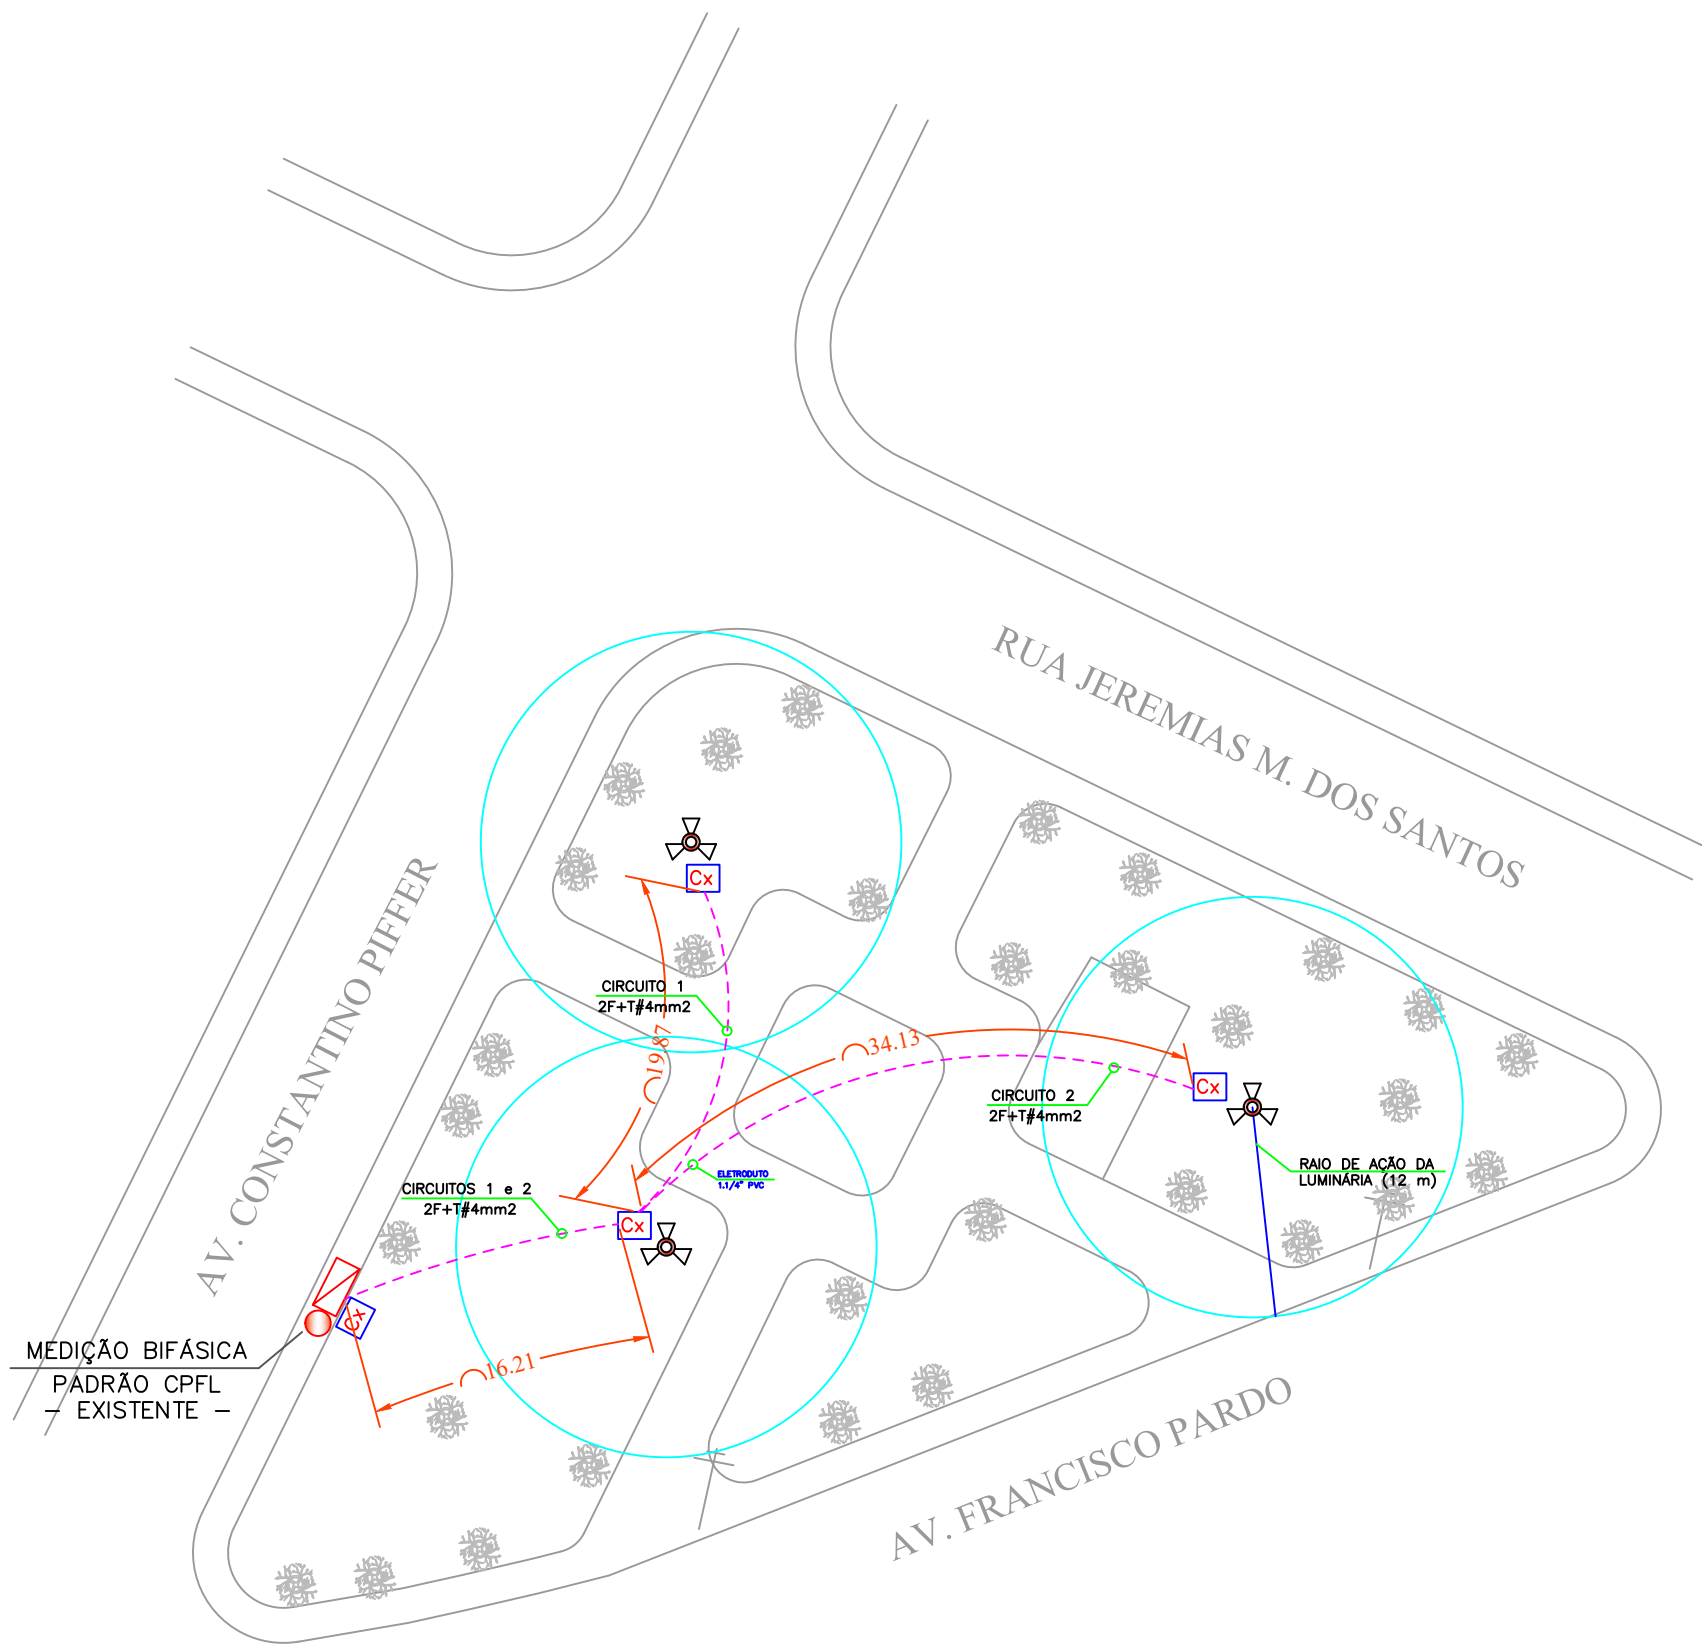 RUA JEREMIAS M. DOS SANTOS
AV. CONSTANTINO PIFFER
Cx
CIRCUITO 1
2F+T#4mm2
19.87
34.13
Cx
CIRCUITO 2
2F+T#4mm2
RAIO DE AÇÃO DA
LUMINÁRIA (12 m)
ELETRODUTO
1.1/4" PVC
CIRCUITOS 1 e 2
2F+T#4mm2
Cx
Cx
MEDIÇÃO BIFÁSICA
PADRÃO CPFL
- EXISTENTE -
16.21
AV. FRANCISCO PARDO